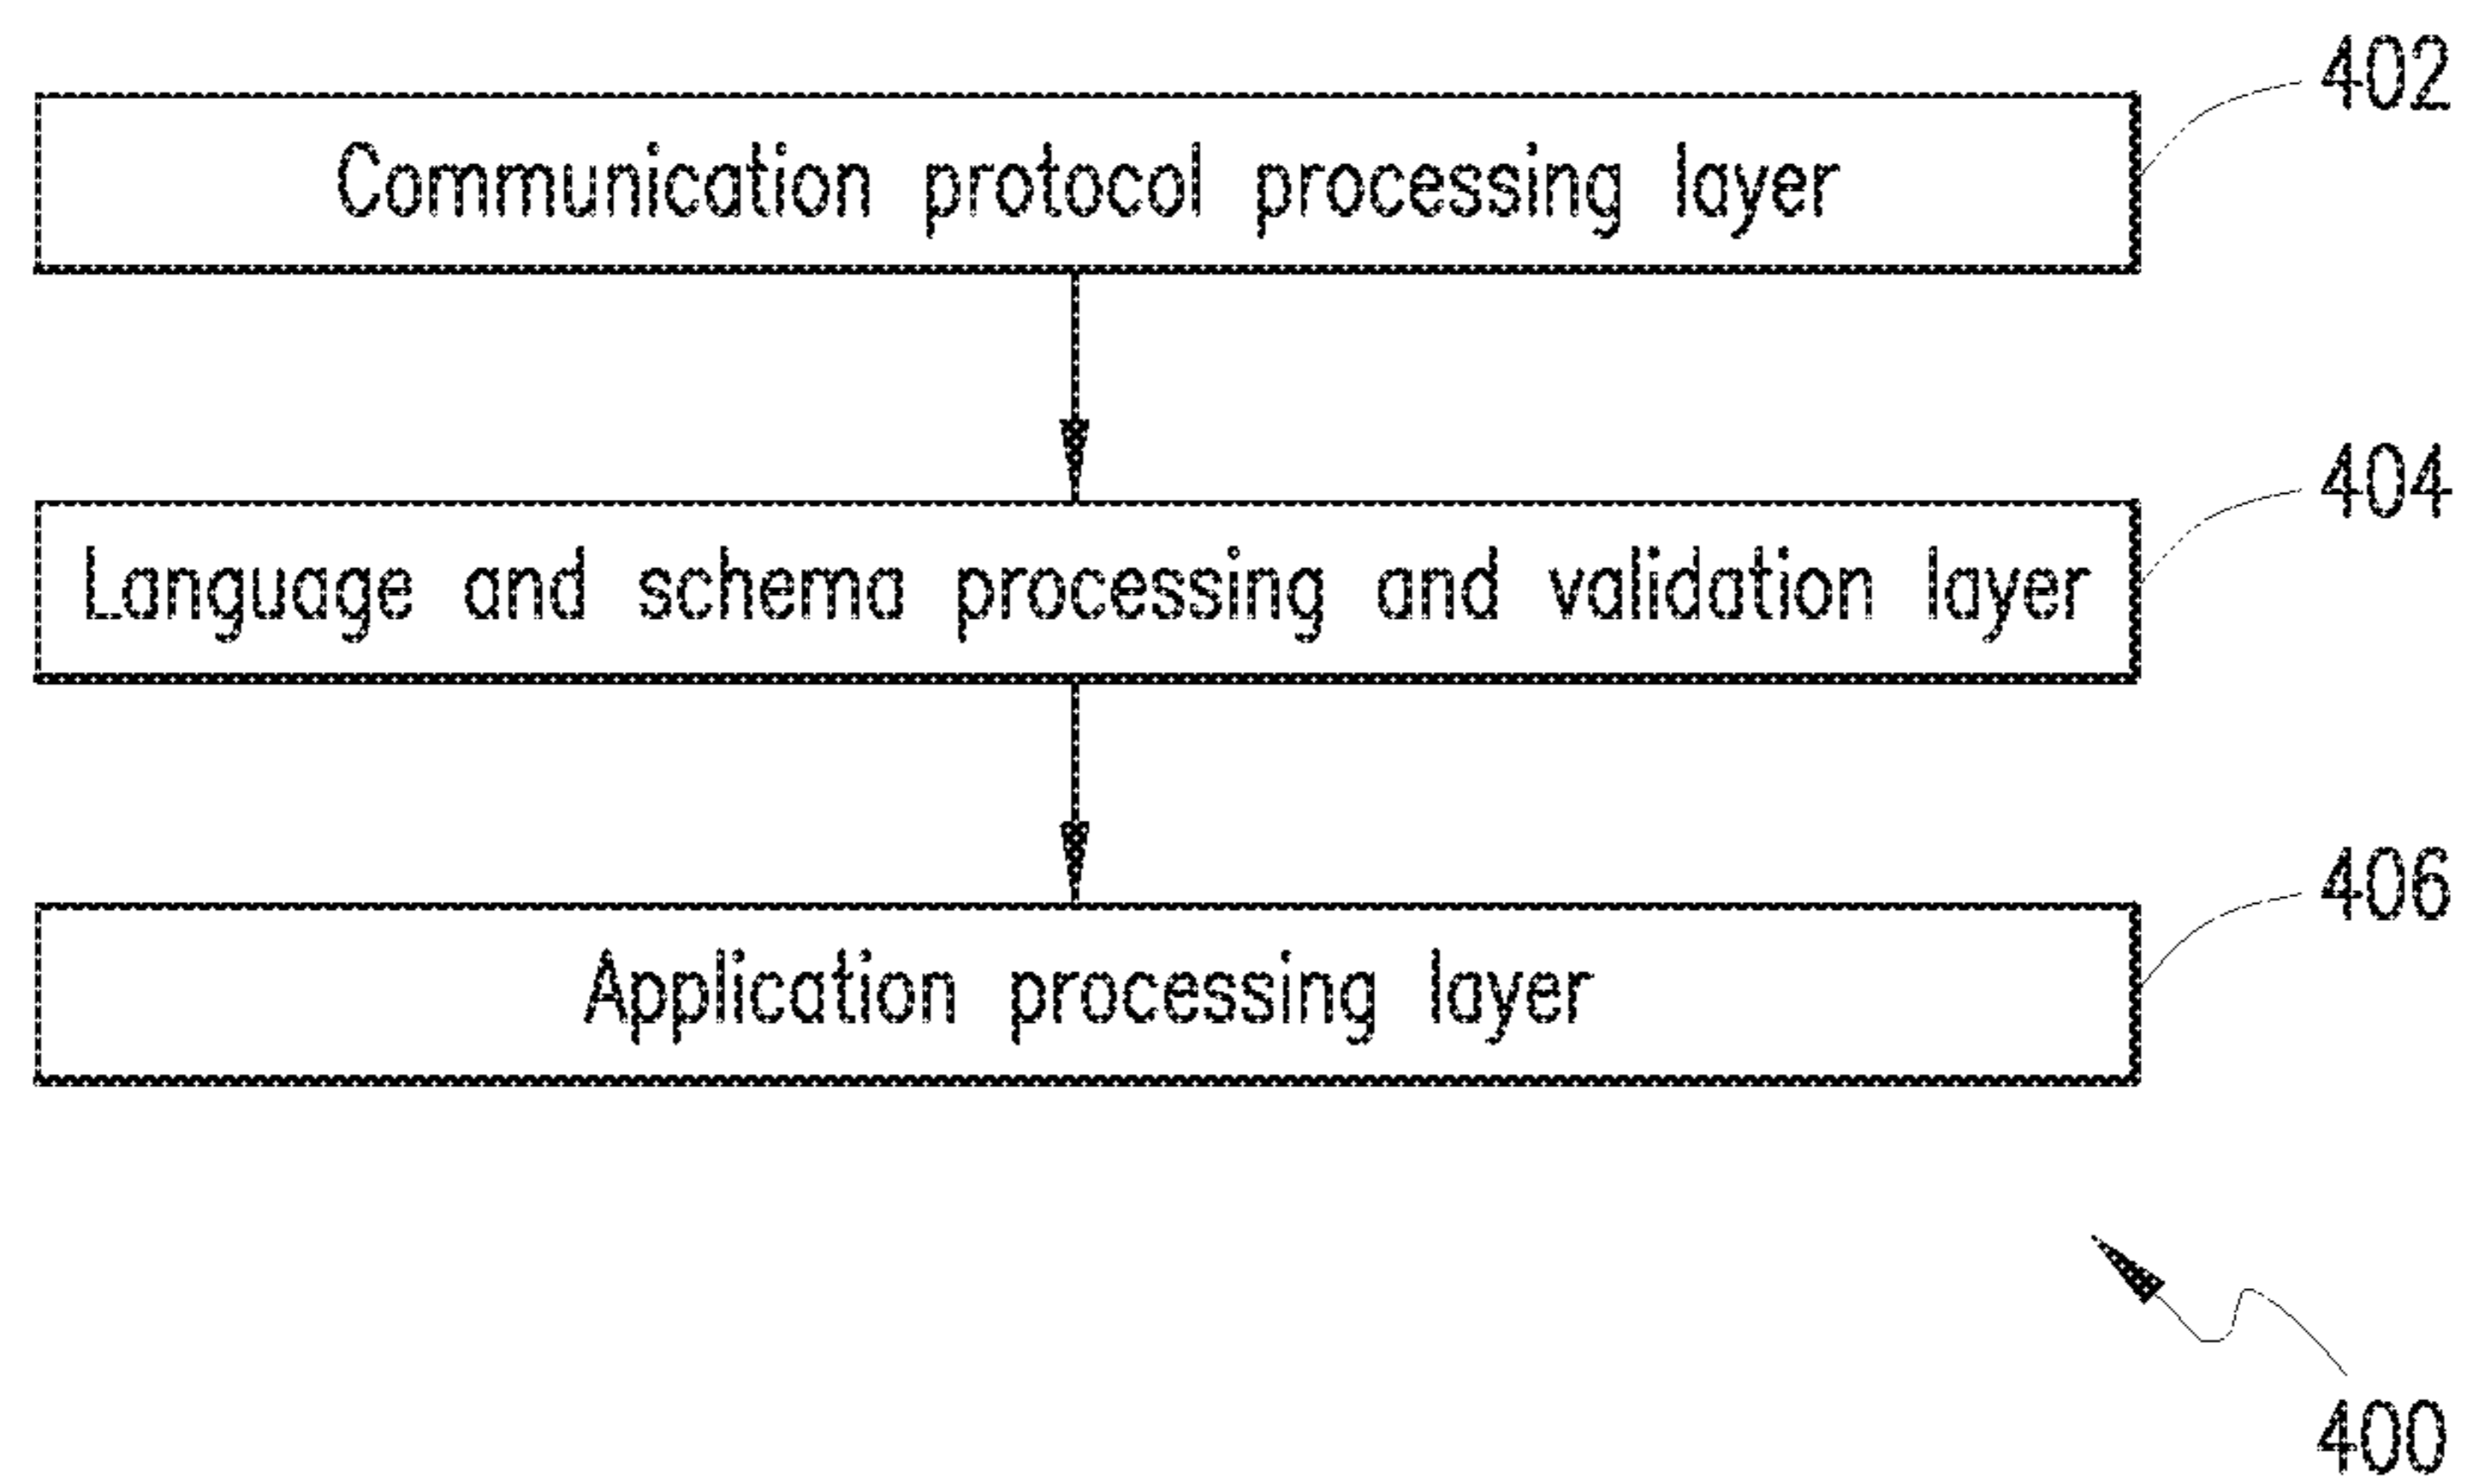 402
Communication protocol processing layer
404
Language and schema processing and validation layer
406
Application processing layer
400